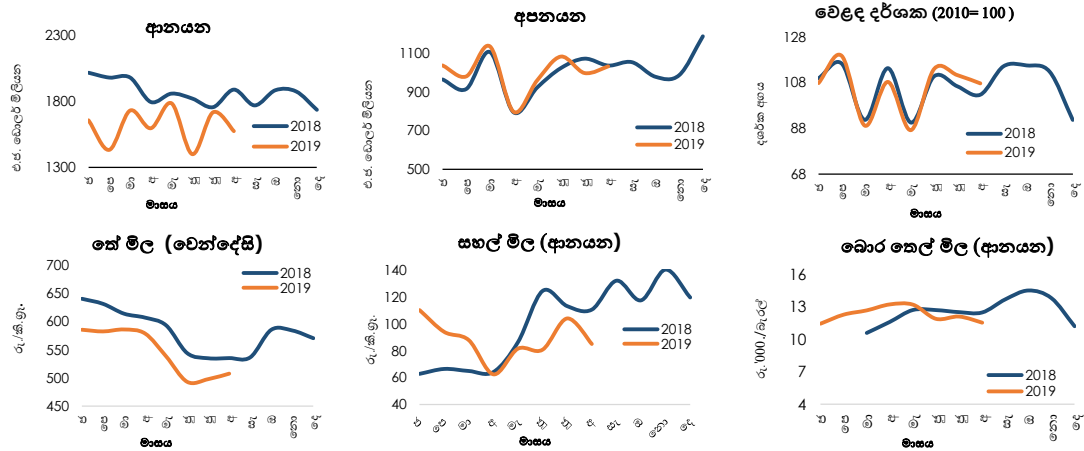 ආනයන
එ.ජ. ඩොලර් මිලියන
2300
1800
1300
2018
2019
ජ පෙ මා අ මැ ජූ ජූ අ සැ ඔ නො දෙ
මාසය
අපනයන
එ.ජ. ඩොලර් මිලියන
1100
900
700
500
2018
2019
ජ පෙ මා අ මැ ජූ ජූ අ සැ ඔ නො දෙ
මාසය
වෙළඳ දර්ශක (2010=100 )
දර්ශක අගය
128
108
88
68
2018
2019
ජ පෙ මා අ මැ ජූ ජූ අ සැ ඔ නො දෙ
මාසය
තේ මිල (වෙන්දේසි)
රු./කි.ග්‍රෑ.
700
650
600
550
500
450
2018
2019
ජ පෙ මා අ මැ ජූ ජූ අ සැ ඔ නො දෙ
මාසය
සහල් මිල (ආනයන)
රු./කි.ග්‍රෑ.
140
120
100
80
60
40
2018
2019
ජ පෙ මා අ මැ ජූ ජූ අ සැ ඔ නො දෙ
මාසය
බොර තෙල් මිල (ආනයන)
රු.'000./බැරල්
16
13
10
7
4
2018
2019
ජ පෙ මා අ මැ ජූ ජූ අ සැ ඔ නො දෙ
මාසය